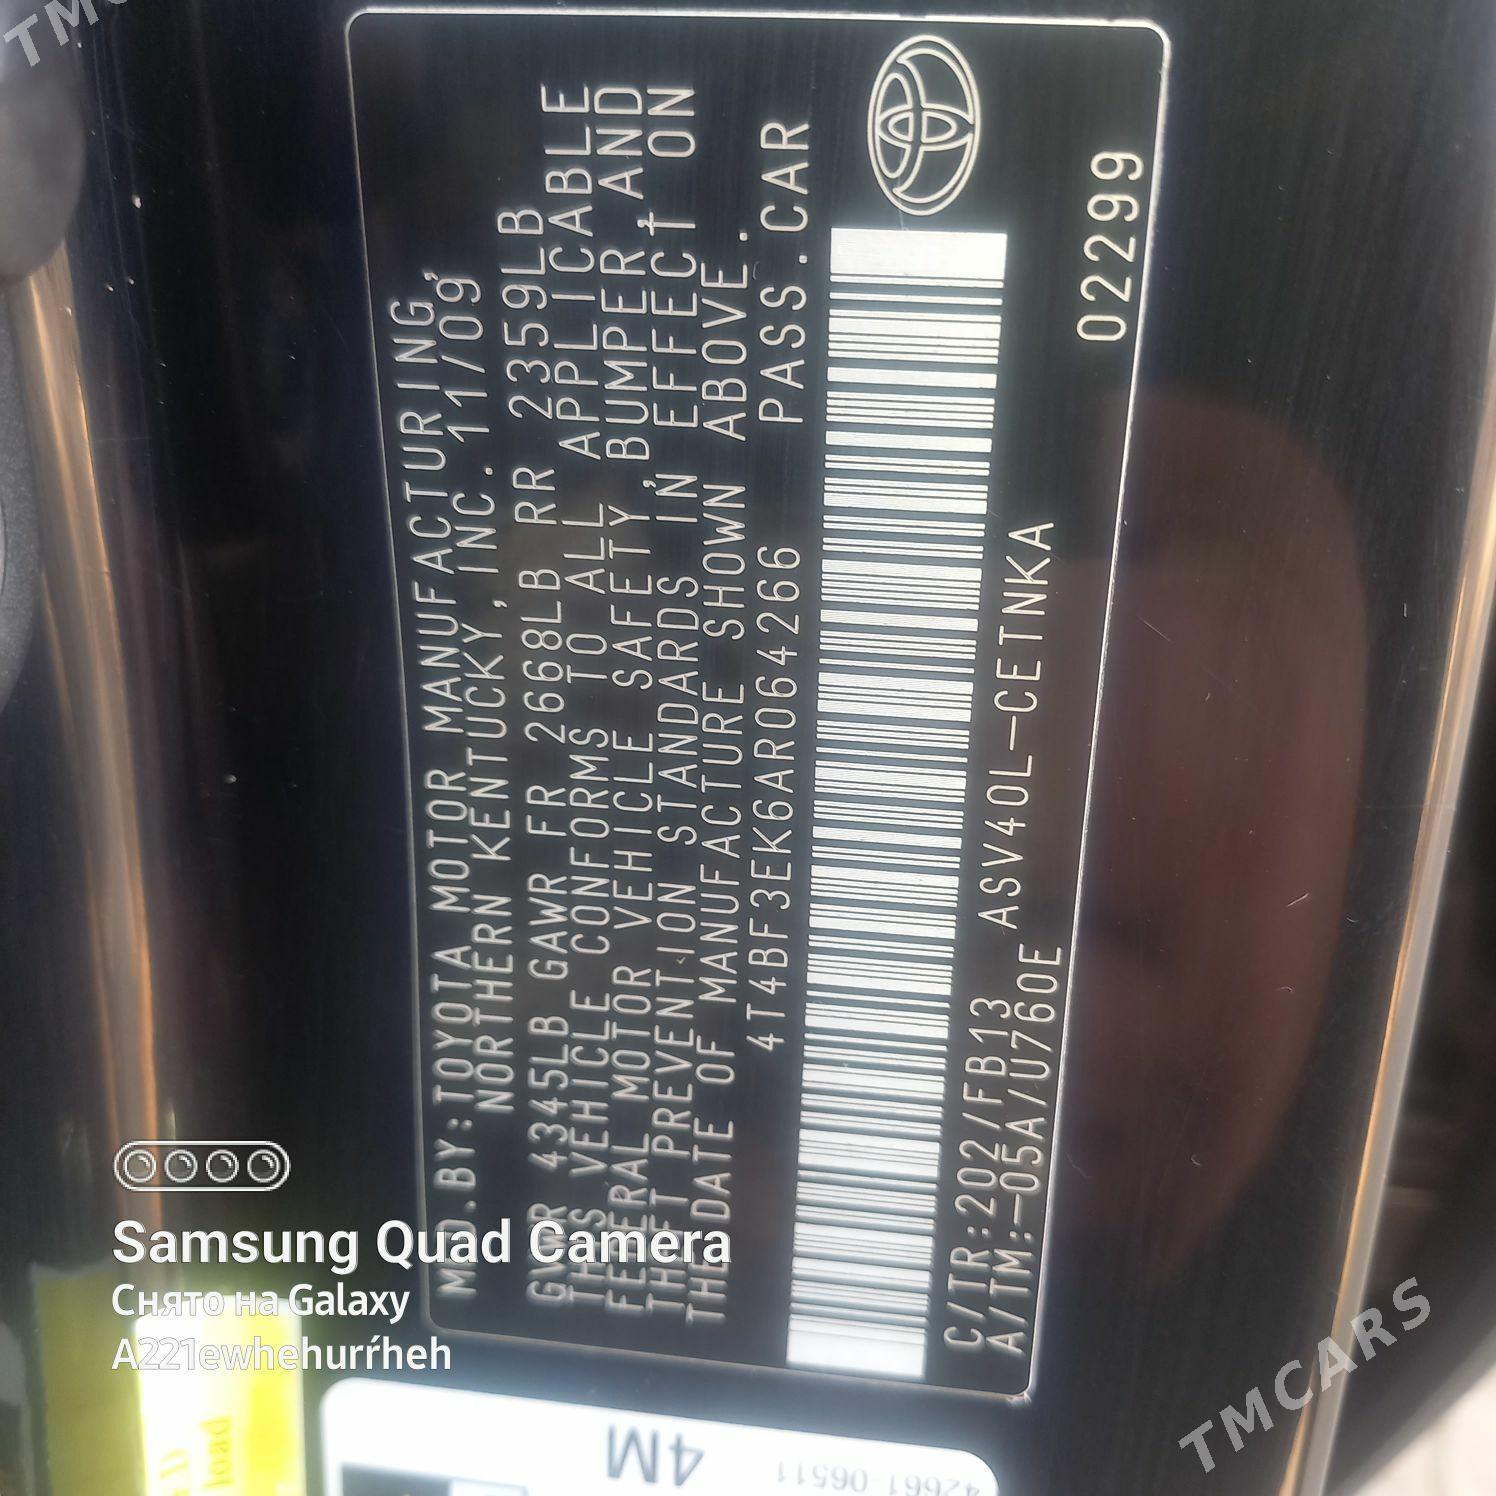 MFD.BY:TOYOTA MOTOR MANUFACTURING,
NORTHERN KENTUCKY, INC. 11/09
GVWR 4345LB GAWR FR 2668LB RR 2359LB
THIS VEHICLE CONFORMS TO ALL APPLICABLE
FEDERAL MOTOR VEHICLE SAFETY, BUMPER, AND
THEFT PREVENTION STANDARDS IN EFFECT ON
THE DATE OF MANUFACTURE SHOWN ABOVE.
4T4BF3EK6AR064266 PASS.CAR
C/TR:202/FB13 ASV40L-CETNKA
A/TM:-05A/U760E
02299
Samsung Quad Camera
Снято на Galaxy
A221ewhehurŕheh
load
4M
42661-06511
TMCARS